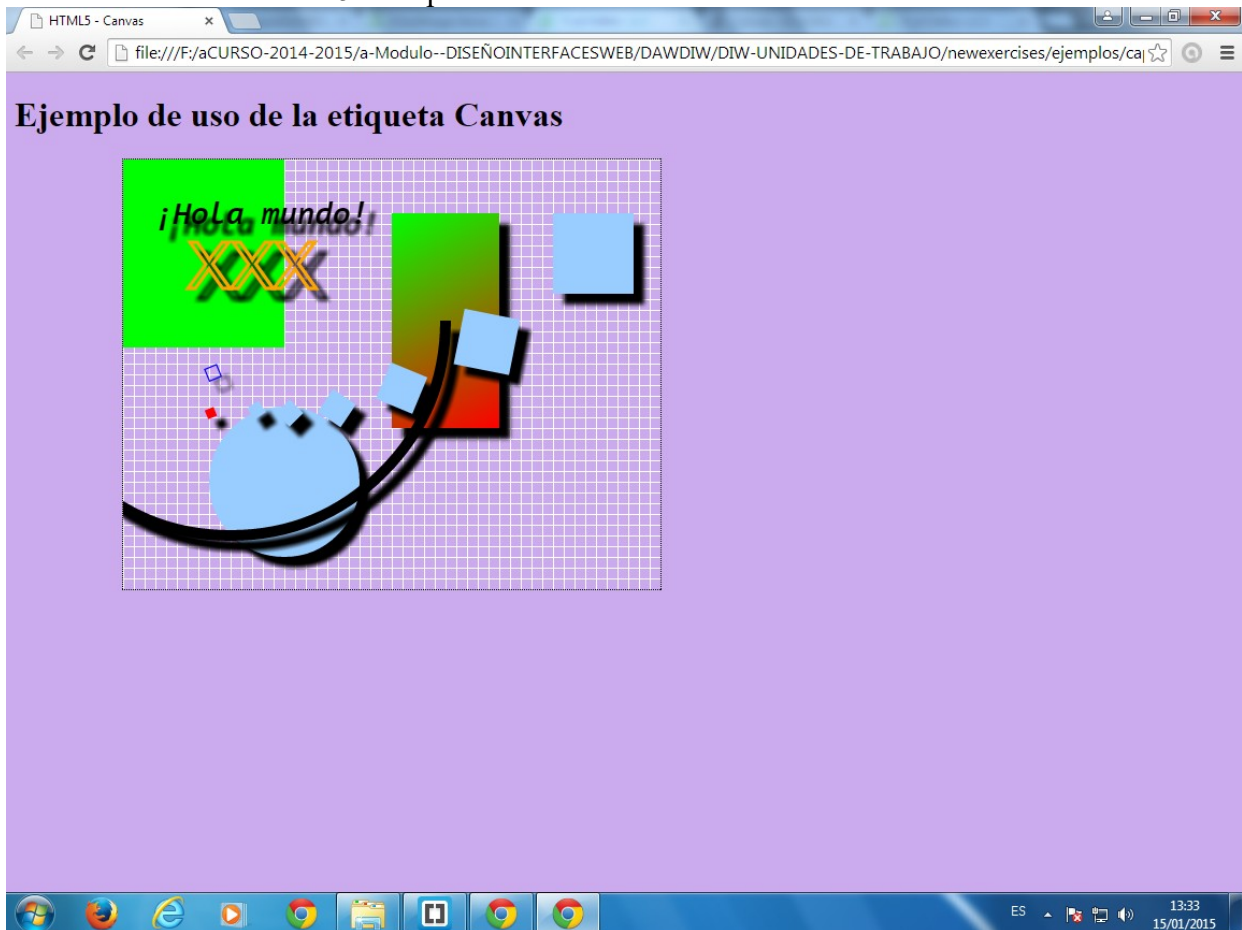 HTML5 - Canvas
file:///F:/aCURSO-2014-2015/a-Modulo--DISEÑOINTERFACESWEB/DAWDIW/DIW-UNIDADES-DE-TRABAJO/newexercises/ejemplos/ca
Ejemplo de uso de la etiqueta Canvas
¡Hola mundo!
XXX
ES
13:33
15/01/2015